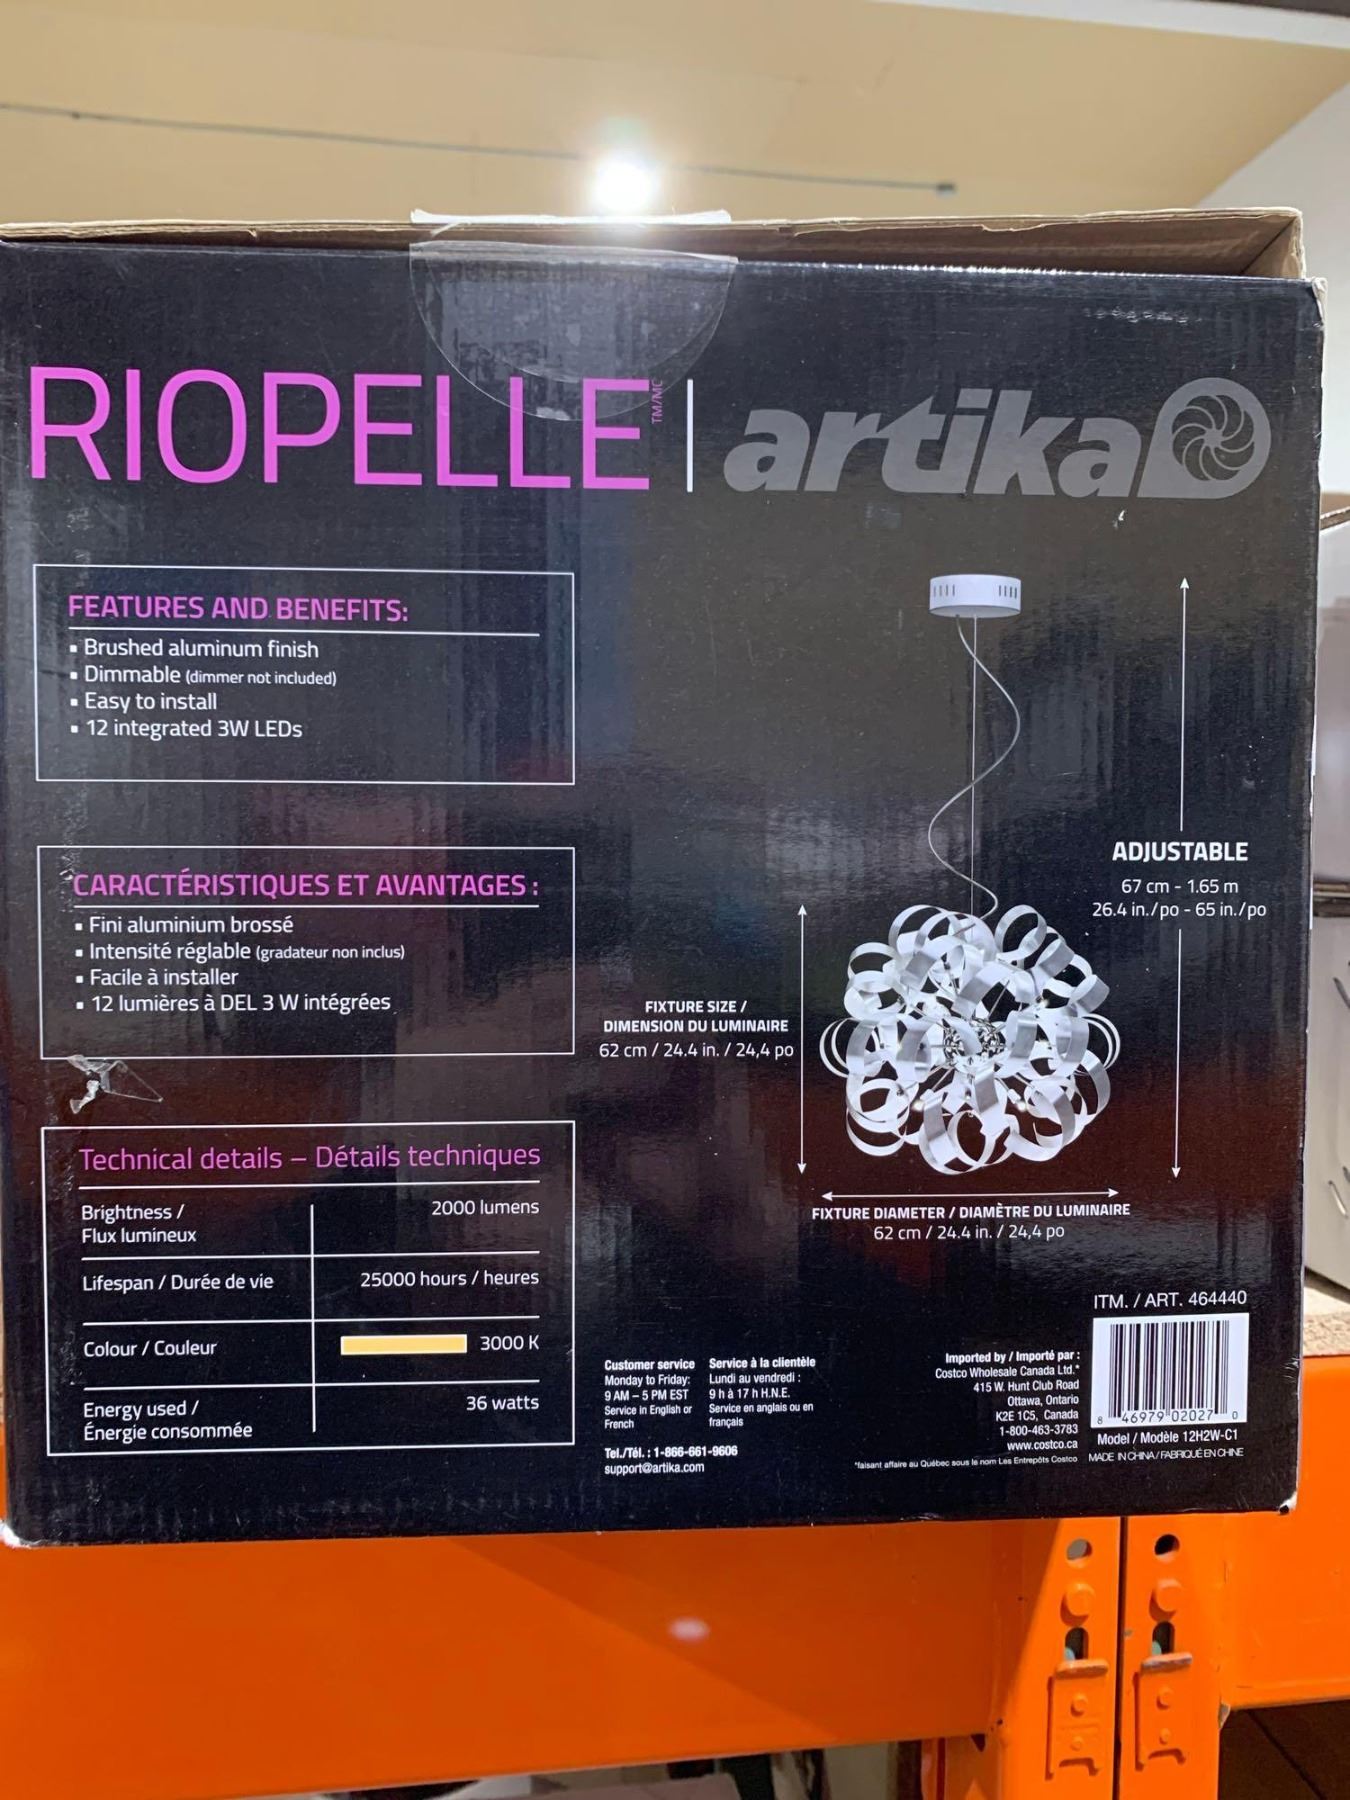 RIOPELLE TM/MC | artika
FEATURES AND BENEFITS:
▪ Brushed aluminum finish
▪ Dimmable (dimmer not included)
▪ Easy to install
▪ 12 integrated 3W LEDs
CARACTÉRISTIQUES ET AVANTAGES :
▪ Fini aluminium brossé
▪ Intensité réglable (gradateur non inclus)
▪ Facile à installer
▪ 12 lumières à DEL 3 W intégrées
Technical details – Détails techniques
Brightness /
Flux lumineux
2000 lumens
Lifespan / Durée de vie
25000 hours / heures
Colour / Couleur
3000 K
Energy used /
Énergie consommée
36 watts
ADJUSTABLE
67 cm - 1.65 m
26.4 in./po - 65 in./po
FIXTURE SIZE /
DIMENSION DU LUMINAIRE
62 cm / 24.4 in. / 24,4 po
FIXTURE DIAMETER / DIAMÈTRE DU LUMINAIRE
62 cm / 24.4 in. / 24,4 po
Customer service
Monday to Friday:
9 AM – 5 PM EST
Service in English or
French
Service à la clientèle
Lundi au vendredi :
9 h à 17 h H.N.E.
Service en anglais ou en
français
Tel./Tél. : 1-866-661-9606
support@artika.com
Imported by / Importé par :
Costco Wholesale Canada Ltd.*
415 W. Hunt Club Road
Ottawa, Ontario
K2E 1C5, Canada
1-800-463-3783
www.costco.ca
*faisant affaire au Québec sous le nom Les Entrepôts Costco
ITM. / ART. 464440
8 46979 02027 0
Model / Modèle 12H2W-C1
MADE IN CHINA / FABRIQUÉ EN CHINE